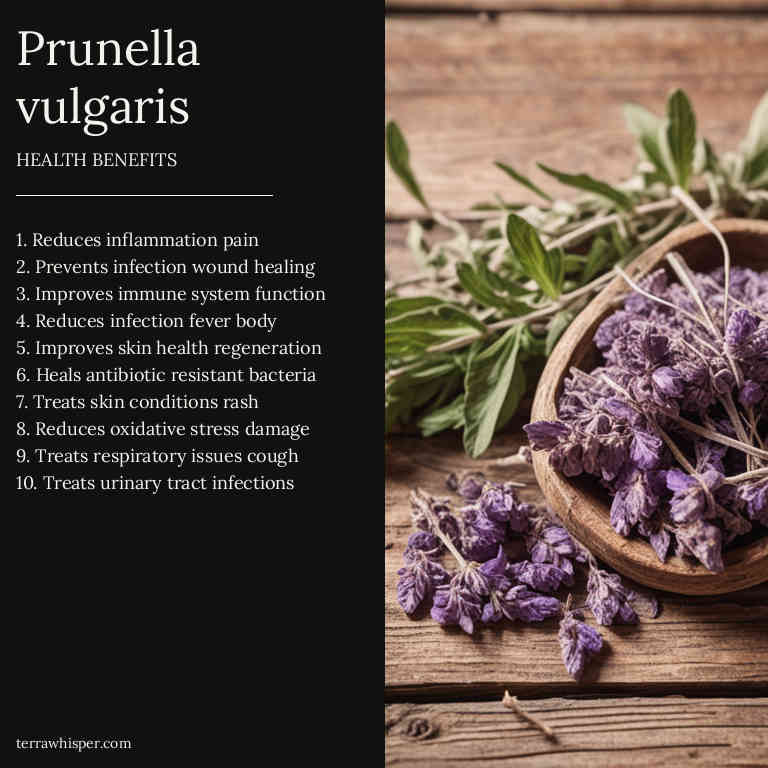 Prunella
vulgaris
HEALTH BENEFITS
1. Reduces inflammation pain
2. Prevents infection wound healing
3. Improves immune system function
4. Reduces infection fever body
5. Improves skin health regeneration
6. Heals antibiotic resistant bacteria
7. Treats skin conditions rash
8. Reduces oxidative stress damage
9. Treats respiratory issues cough
10. Treats urinary tract infections
terrawhisper.com